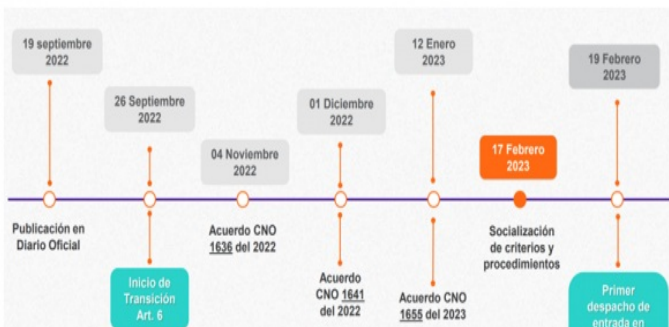 19 septiembre
2022
Publicación en
Diario Oficial
26 Septiembre
2022
Inicio de
Transición
Art. 6
04 Noviembre
2022
Acuerdo CNO
1636 del 2022
01 Diciembre
2022
Acuerdo
CNO 1641
del 2022
12 Enero
2023
Acuerdo CNO
1655 del 2023
17 Febrero
2023
Socialización
de criterios y
procedimientos
19 Febrero
2023
Primer
despacho de
entrada en